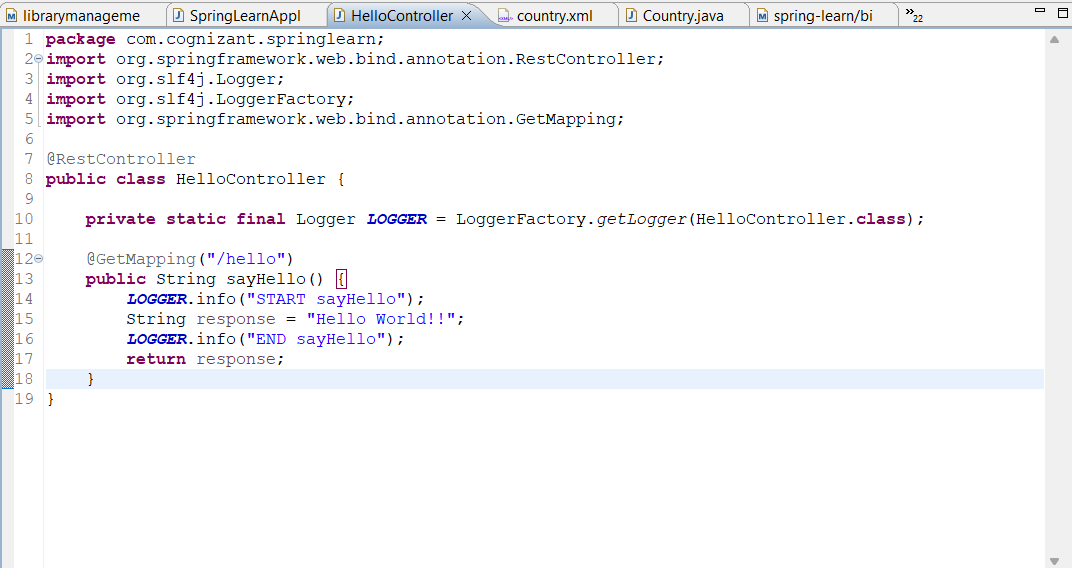 librarymanageme SpringLearnAppl HelloController country.xml Country.java spring-learn/bi »22
1 package com.cognizant.springlearn;
2 import org.springframework.web.bind.annotation.RestController;
3 import org.slf4j.Logger;
4 import org.slf4j.LoggerFactory;
5 import org.springframework.web.bind.annotation.GetMapping;
6
7 @RestController
8 public class HelloController {
9
10     private static final Logger LOGGER = LoggerFactory.getLogger(HelloController.class);
11
12     @GetMapping("/hello")
13     public String sayHello() {
14         LOGGER.info("START sayHello");
15         String response = "Hello World!!";
16         LOGGER.info("END sayHello");
17         return response;
18     }
19 }